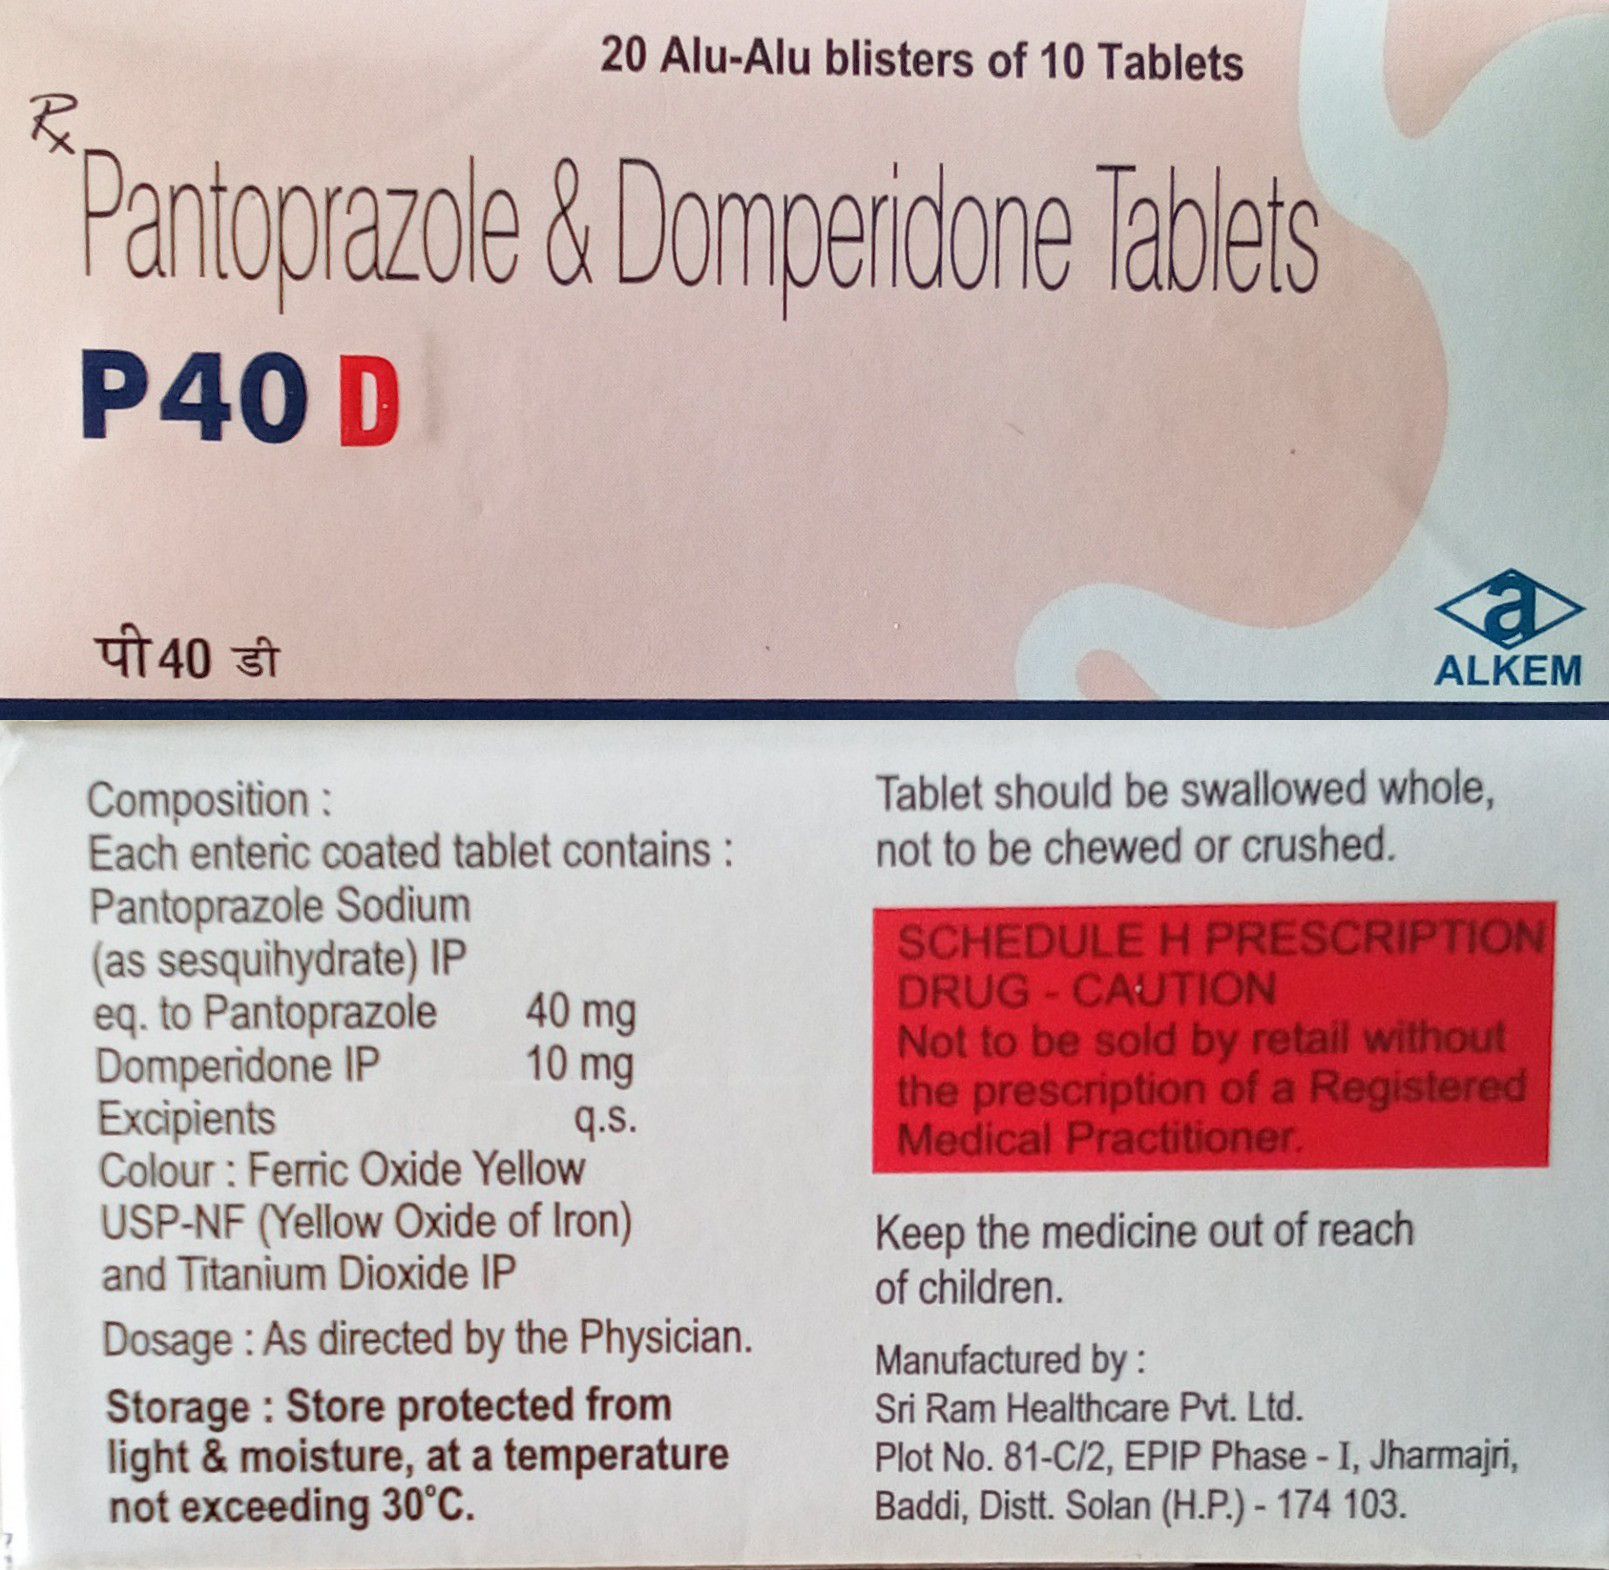 20 Alu-Alu blisters of 10 Tablets
Rx
Pantoprazole & Domperidone Tablets
P40 D
पी 40 डी
a
ALKEM
Composition :
Each enteric coated tablet contains :
Pantoprazole Sodium
(as sesquihydrate) IP
eq. to Pantoprazole 40 mg
Domperidone IP 10 mg
Excipients q.s.
Colour : Ferric Oxide Yellow
USP-NF (Yellow Oxide of Iron)
and Titanium Dioxide IP
Dosage : As directed by the Physician.
Storage : Store protected from
light & moisture, at a temperature
not exceeding 30°C.
Tablet should be swallowed whole,
not to be chewed or crushed.
SCHEDULE H PRESCRIPTION
DRUG - CAUTION
Not to be sold by retail without
the prescription of a Registered
Medical Practitioner.
Keep the medicine out of reach
of children.
Manufactured by :
Sri Ram Healthcare Pvt. Ltd.
Plot No. 81-C/2, EPIP Phase - I, Jharmajri,
Baddi, Distt. Solan (H.P.) - 174 103.